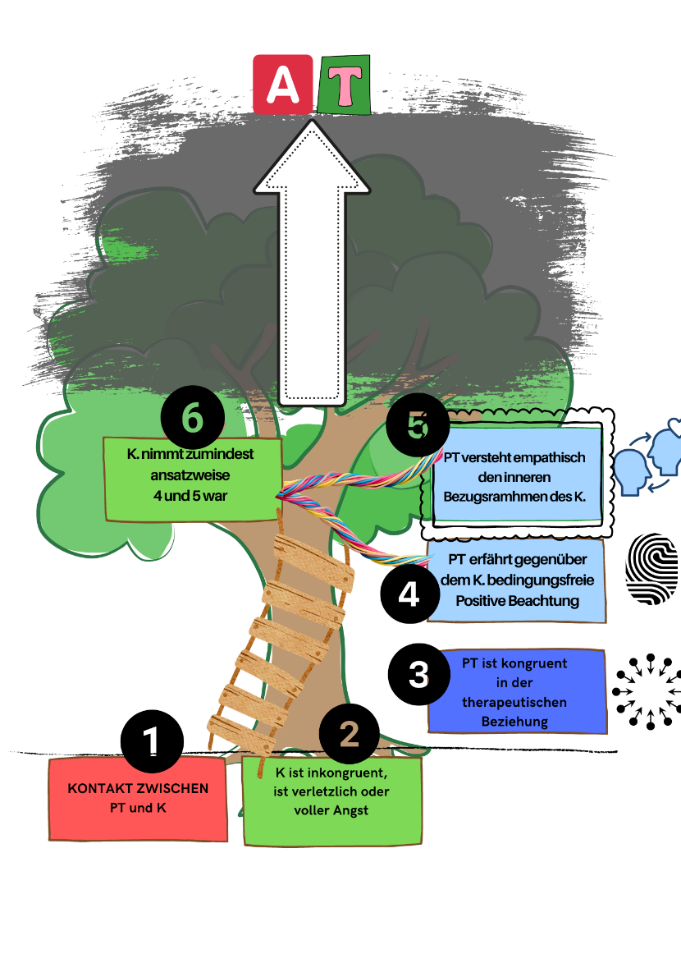 AT
6
K. nimmt zumindest
ansatzweise
4 und 5 war
5
PT versteht empathisch
den inneren
Bezugsramhmen des K.
4
PT erfährt gegenüber
dem K. bedingungsfreie
Positive Beachtung
3
PT ist kongruent
in der
therapeutischen
Beziehung
1
KONTAKT ZWISCHEN
PT und K
2
K ist inkongruent,
ist verletzlich oder
voller Angst